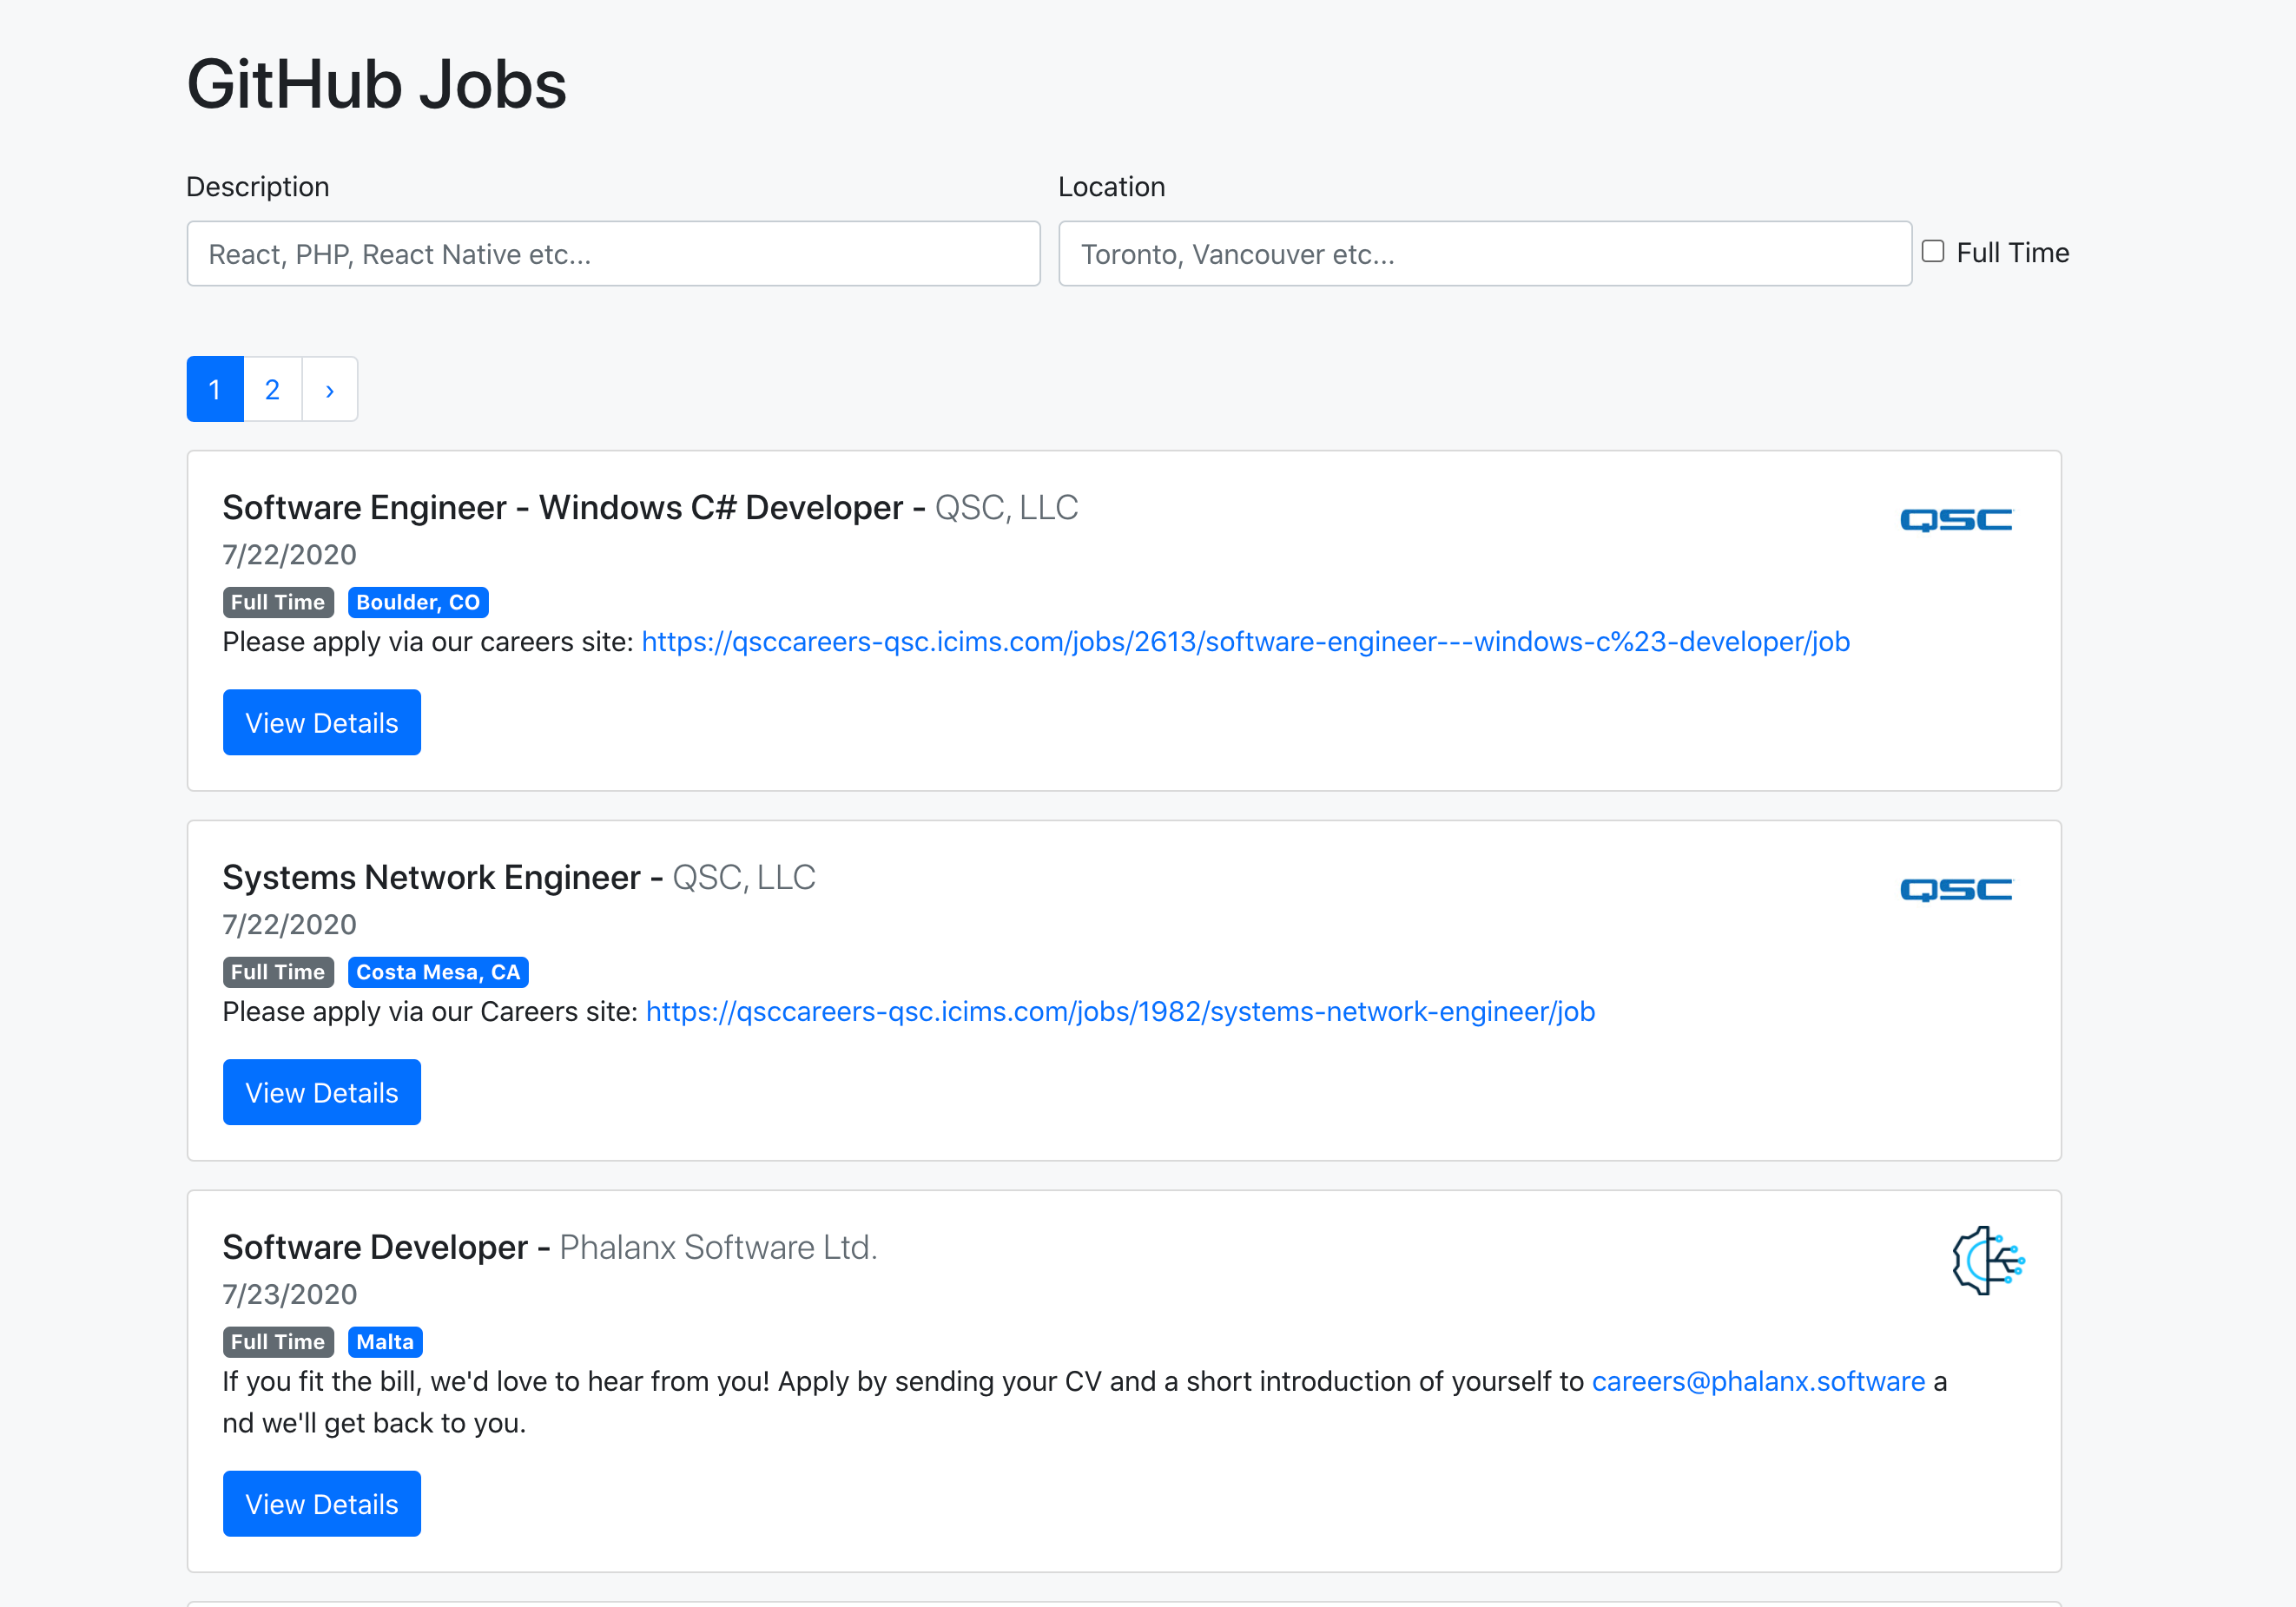 GitHub Jobs
Description
Location
React, PHP, React Native etc...
Toronto, Vancouver etc...
Full Time
1 2 ›
Software Engineer - Windows C# Developer - QSC, LLC
QSC
7/22/2020
Full Time Boulder, CO
Please apply via our careers site: https://qsccareers-qsc.icims.com/jobs/2613/software-engineer---windows-c%23-developer/job
View Details
Systems Network Engineer - QSC, LLC
QSC
7/22/2020
Full Time Costa Mesa, CA
Please apply via our Careers site: https://qsccareers-qsc.icims.com/jobs/1982/systems-network-engineer/job
View Details
Software Developer - Phalanx Software Ltd.
7/23/2020
Full Time Malta
If you fit the bill, we'd love to hear from you! Apply by sending your CV and a short introduction of yourself to careers@phalanx.software a
nd we'll get back to you.
View Details